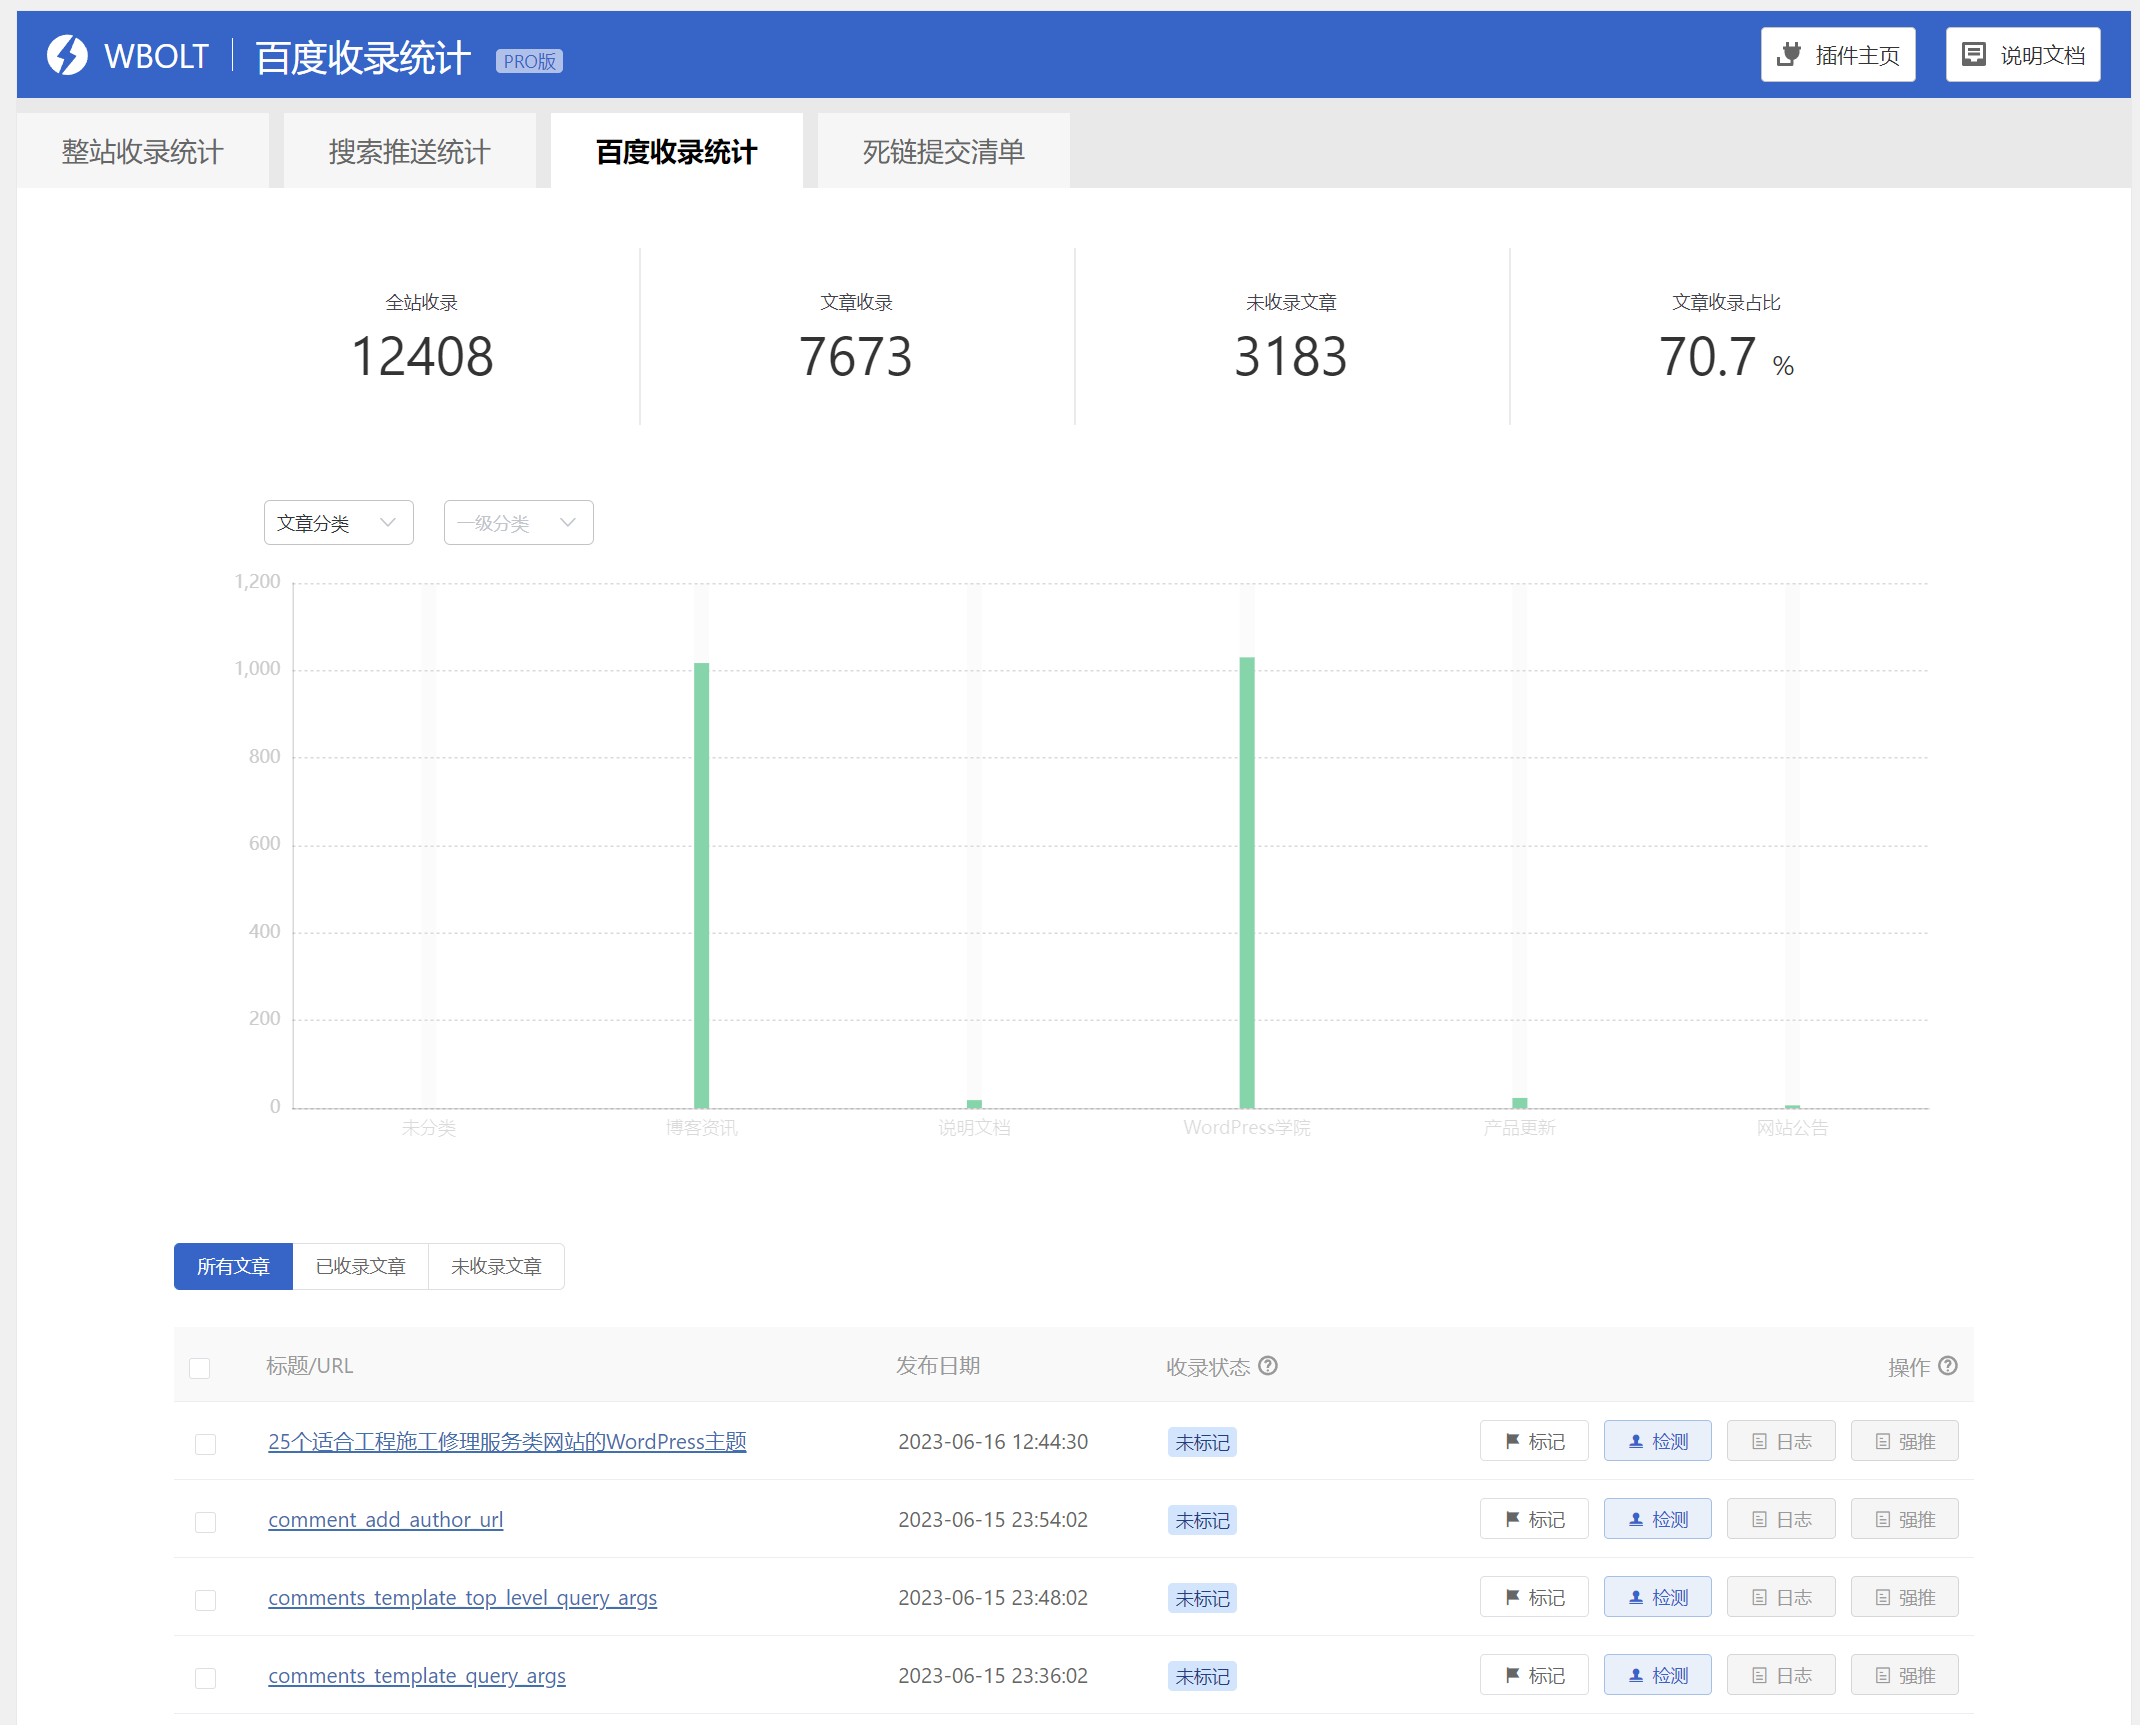 WBOLT 百度收录统计 PRO版 插件主页 说明文档
整站收录统计 搜索推送统计 百度收录统计 死链提交清单
全站收录 文章收录 未收录文章 文章收录占比
12408 7673 3183 70.7 %
文章分类 一级分类
1,200
1,000
800
600
400
200
0
未分类 博客资讯 说明文档 WordPress学院 产品更新 网站公告
所有文章 已收录文章 未收录文章
标题/URL 发布日期 收录状态 操作
25个适合工程施工修理服务类网站的WordPress主题 2023-06-16 12:44:30 未标记 标记 检测 日志 强推
comment_add_author_url 2023-06-15 23:54:02 未标记 标记 检测 日志 强推
comments_template_top_level_query_args 2023-06-15 23:48:02 未标记 标记 检测 日志 强推
comments_template_query_args 2023-06-15 23:36:02 未标记 标记 检测 日志 强推